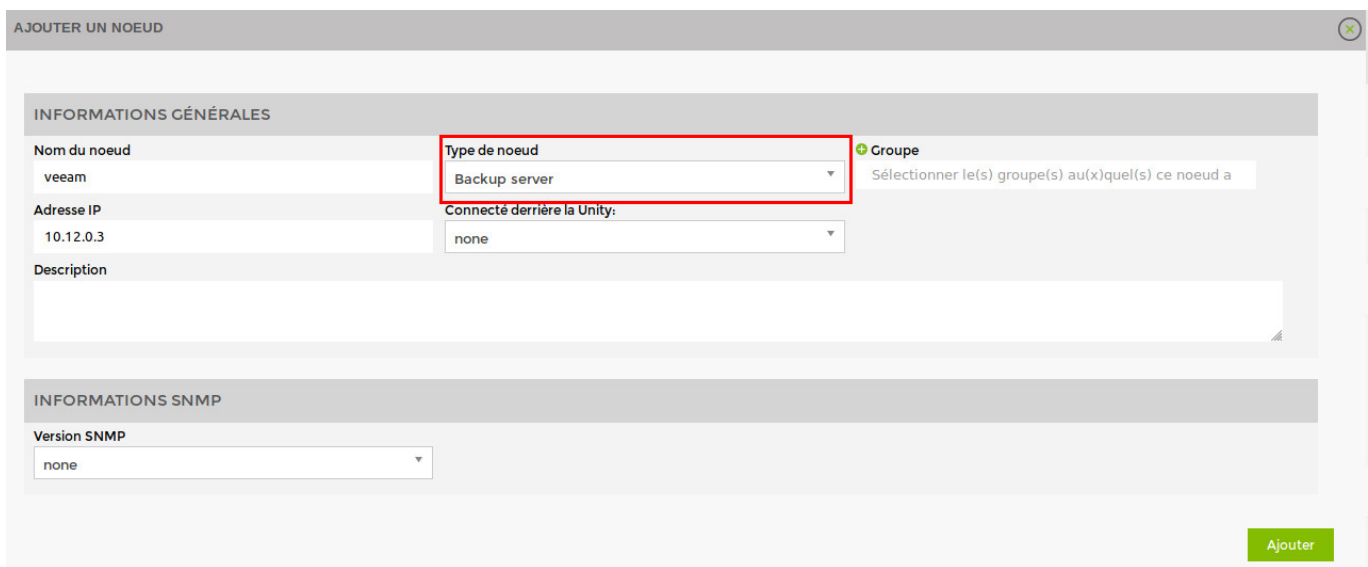 AJOUTER UN NOEUD
INFORMATIONS GÉNÉRALES
Nom du noeud
Type de noeud
Groupe
veeam
Backup server
Sélectionner le(s) groupe(s) au(x)quel(s) ce noeud a
Adresse IP
Connecté derrière la Unity:
10.12.0.3
none
Description
INFORMATIONS SNMP
Version SNMP
none
Ajouter